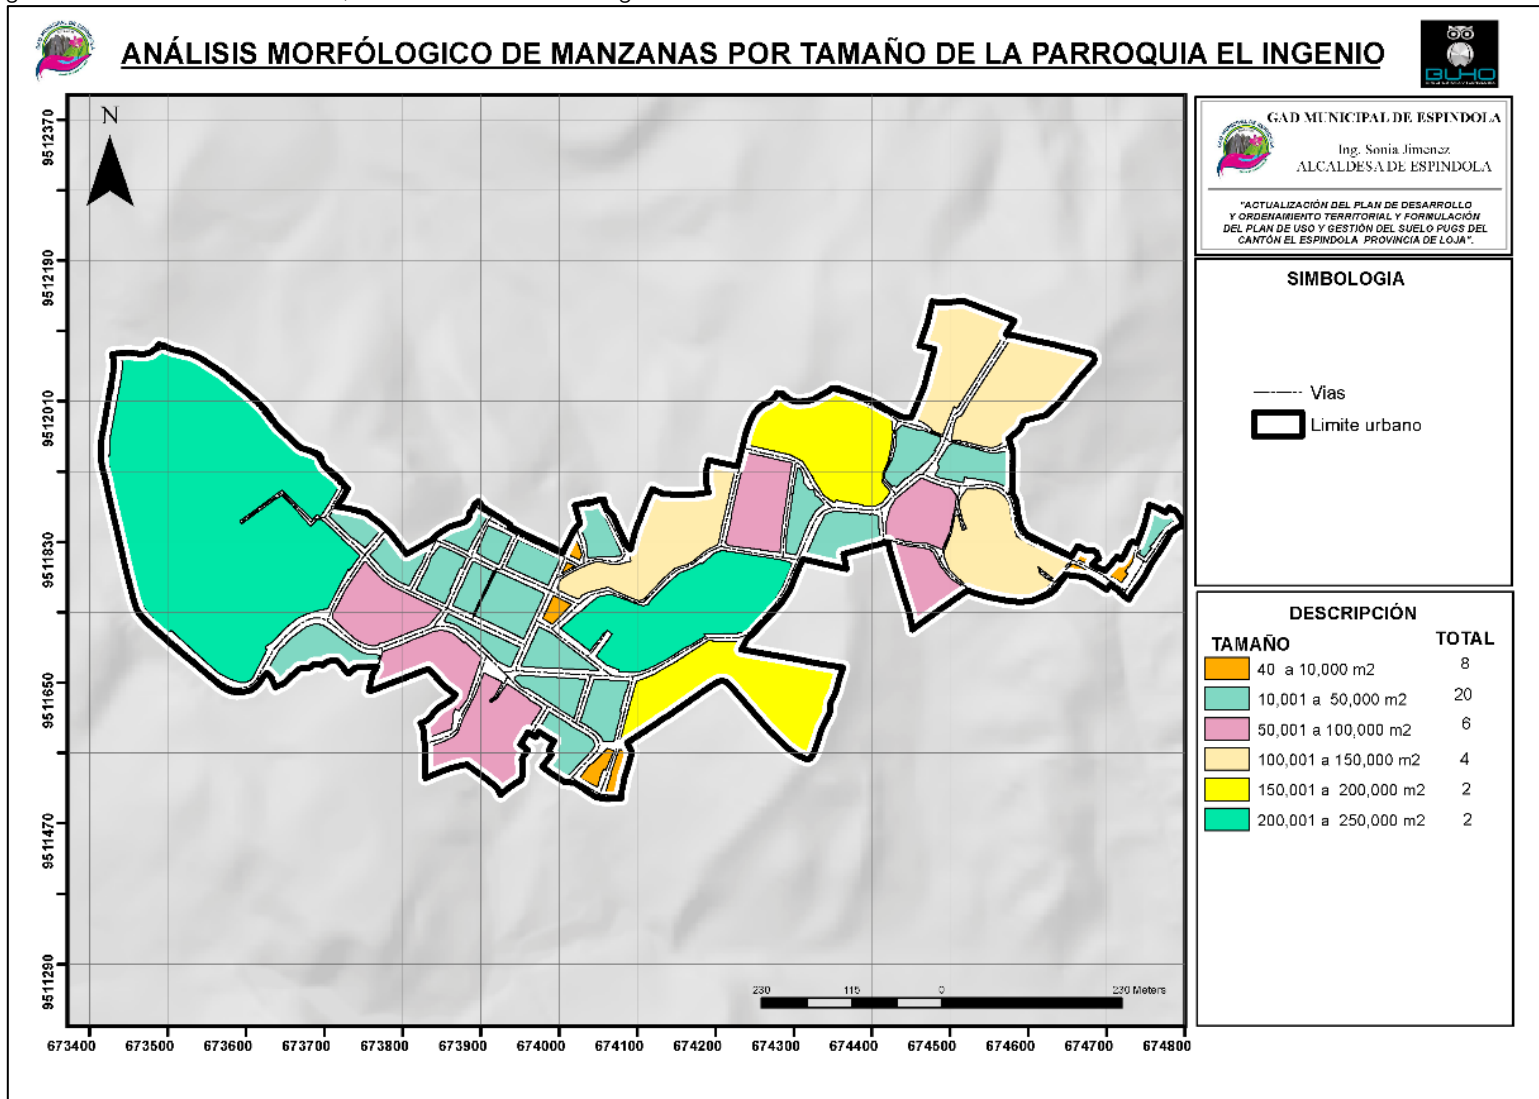 ANÁLISIS MORFÓLOGICO DE MANZANAS POR TAMAÑO DE LA PARROQUIA EL INGENIO
BUHO
N
9512370
9512190
9512010
9511830
9511650
9511470
9511290
673400 673500 673600 673700 673800 673900 674000 674100 674200 674300 674400 674500 674600 674700 674800
230 115 0 230 Meters
GAD MUNICIPAL DE ESPINDOLA
Ing. Sonia Jimenez
ALCALDESA DE ESPINDOLA
"ACTUALIZACIÓN DEL PLAN DE DESARROLLO
Y ORDENAMIENTO TERRITORIAL Y FORMULACIÓN
DEL PLAN DE USO Y GESTIÓN DEL SUELO PUGS DEL
CANTÓN EL ESPINDOLA PROVINCIA DE LOJA".
SIMBOLOGIA
Vias
Limite urbano
DESCRIPCIÓN
TAMAÑO TOTAL
40 a 10,000 m2 8
10,001 a 50,000 m2 20
50,001 a 100,000 m2 6
100,001 a 150,000 m2 4
150,001 a 200,000 m2 2
200,001 a 250,000 m2 2